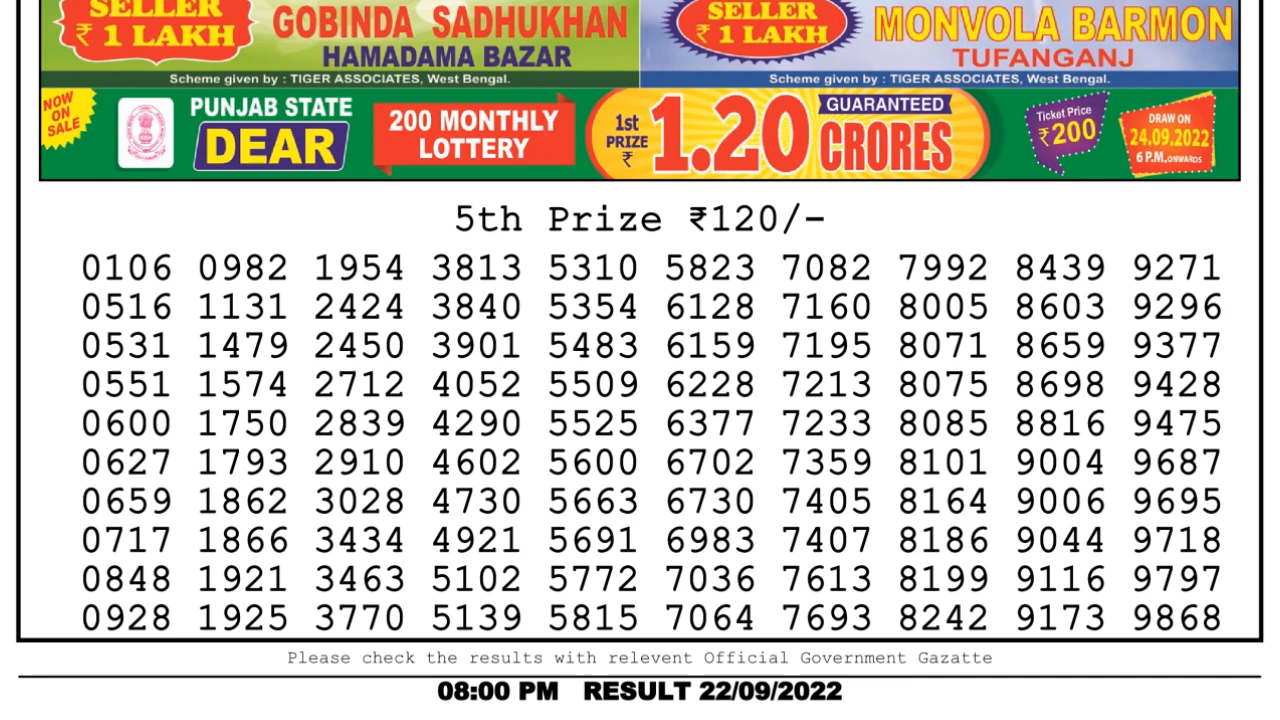 SELLER
₹ 1 LAKH
GOBINDA SADHUKHAN
HAMADAMA BAZAR
Scheme given by : TIGER ASSOCIATES, West Bengal.
SELLER
₹ 1 LAKH
MONVOLA BARMON
TUFANGANJ
Scheme given by : TIGER ASSOCIATES, West Bengal.
NOW
ON
SALE
PUNJAB STATE
DEAR
200 MONTHLY
LOTTERY
1st
PRIZE
₹
1.20
GUARANTEED
CRORES
Ticket Price
₹200
DRAW ON
24.09.2022
6 P.M. ONWARDS
5th Prize ₹120/-
0106 0982 1954 3813 5310 5823 7082 7992 8439 9271
0516 1131 2424 3840 5354 6128 7160 8005 8603 9296
0531 1479 2450 3901 5483 6159 7195 8071 8659 9377
0551 1574 2712 4052 5509 6228 7213 8075 8698 9428
0600 1750 2839 4290 5525 6377 7233 8085 8816 9475
0627 1793 2910 4602 5600 6702 7359 8101 9004 9687
0659 1862 3028 4730 5663 6730 7405 8164 9006 9695
0717 1866 3434 4921 5691 6983 7407 8186 9044 9718
0848 1921 3463 5102 5772 7036 7613 8199 9116 9797
0928 1925 3770 5139 5815 7064 7693 8242 9173 9868
Please check the results with relevent Official Government Gazatte
08:00 PM RESULT 22/09/2022